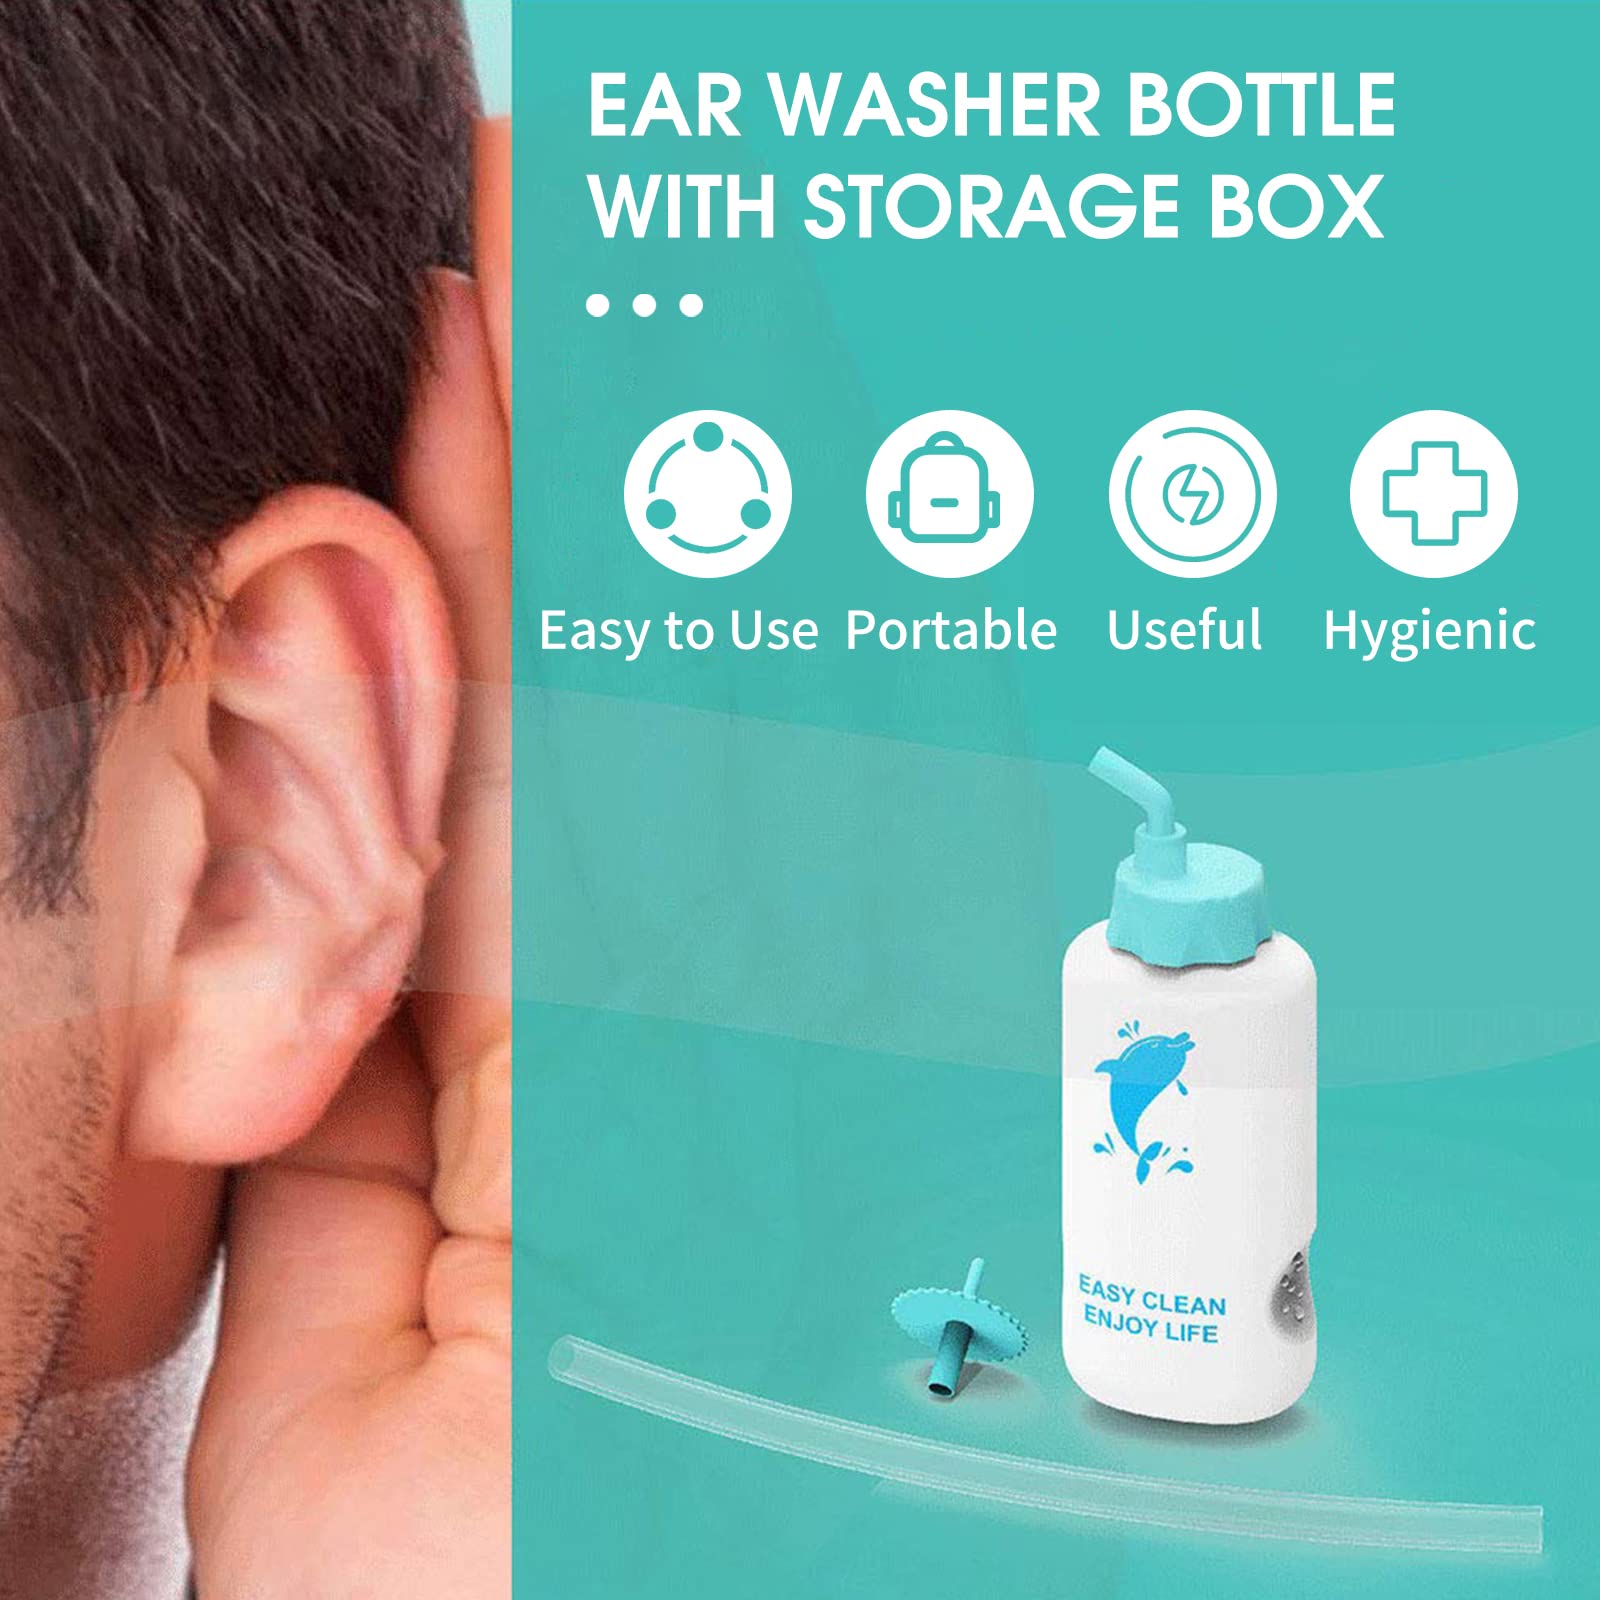 EAR WASHER BOTTLE
WITH STORAGE BOX
Easy to Use Portable Useful Hygienic
EASY CLEAN
ENJOY LIFE